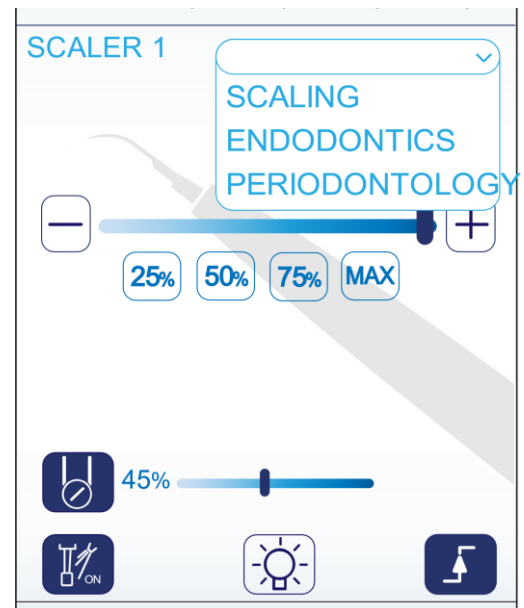 SCALER 1
SCALING
ENDODONTICS
PERIODONTOLOGY
25% 50% 75% MAX
45%
ON